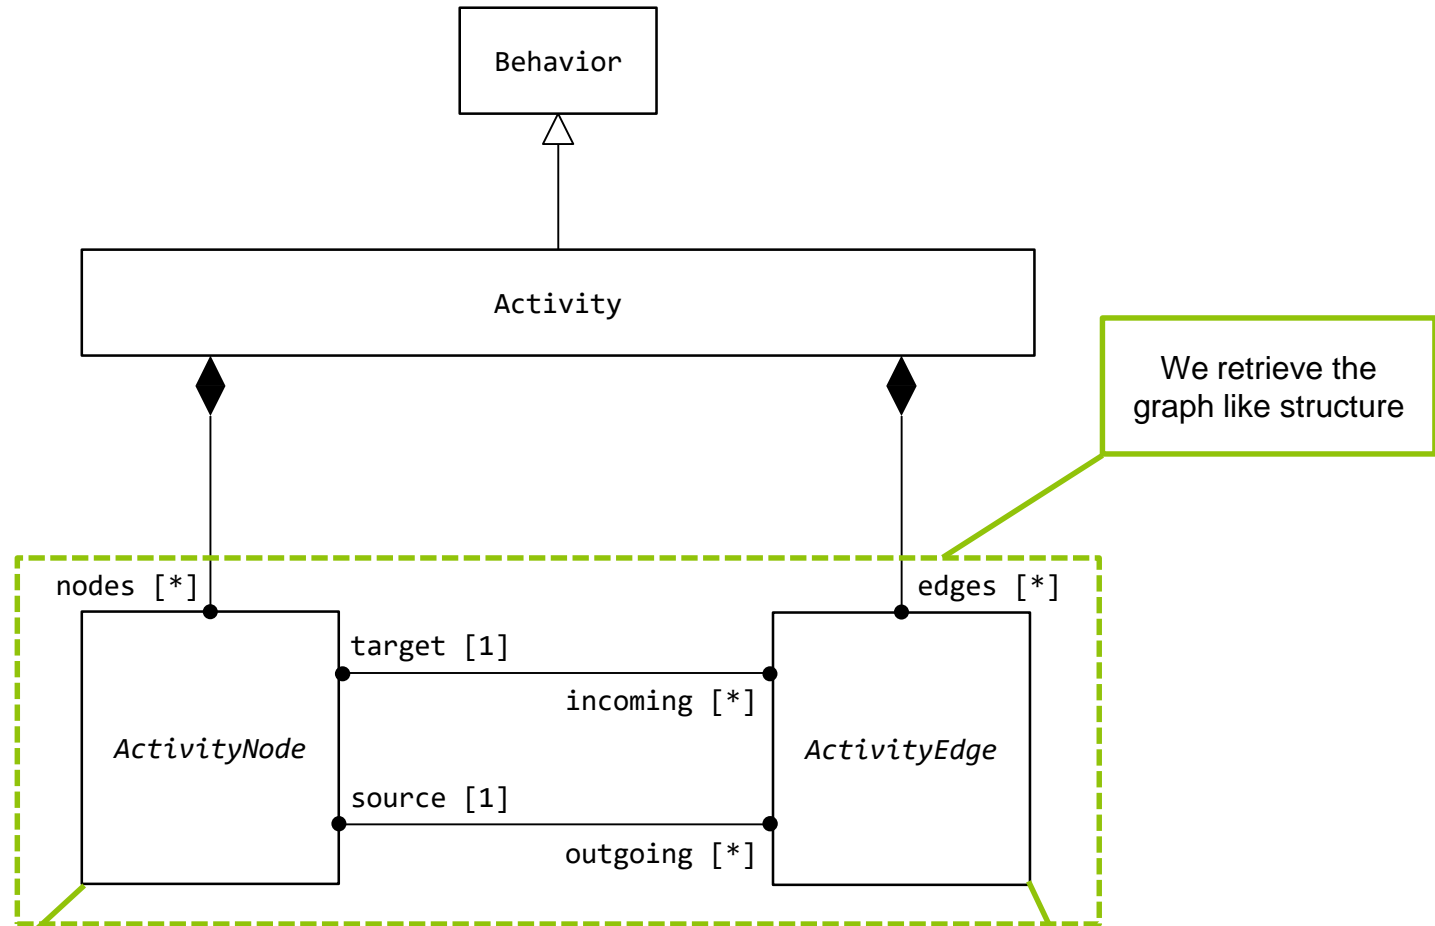 Behavior
Activity
We retrieve the
graph like structure
nodes [*]
edges [*]
target [1]
incoming [*]
ActivityNode
ActivityEdge
source [1]
outgoing [*]